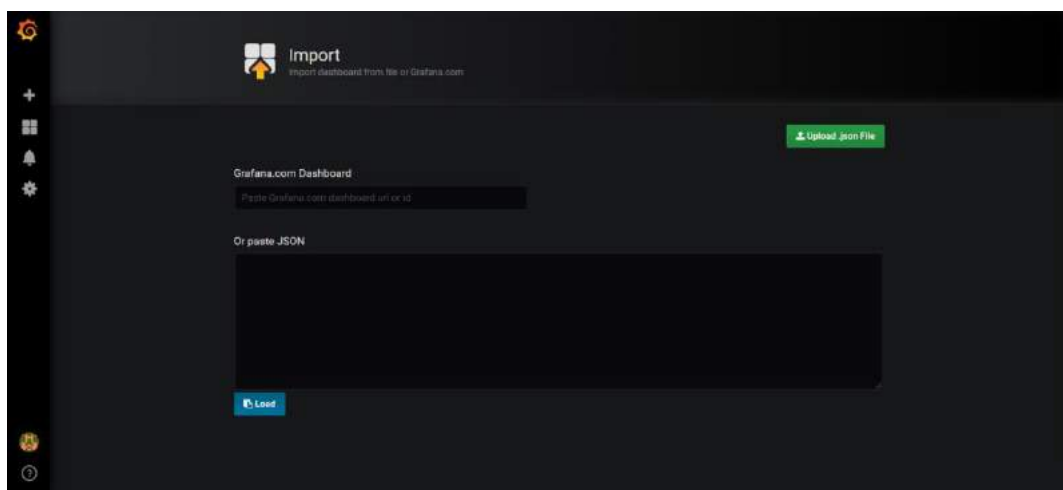 Import
Import dashboard from file or Grafana.com
Upload .json File
Grafana.com Dashboard
Paste Grafana.com dashboard url or id
Or paste JSON
Load